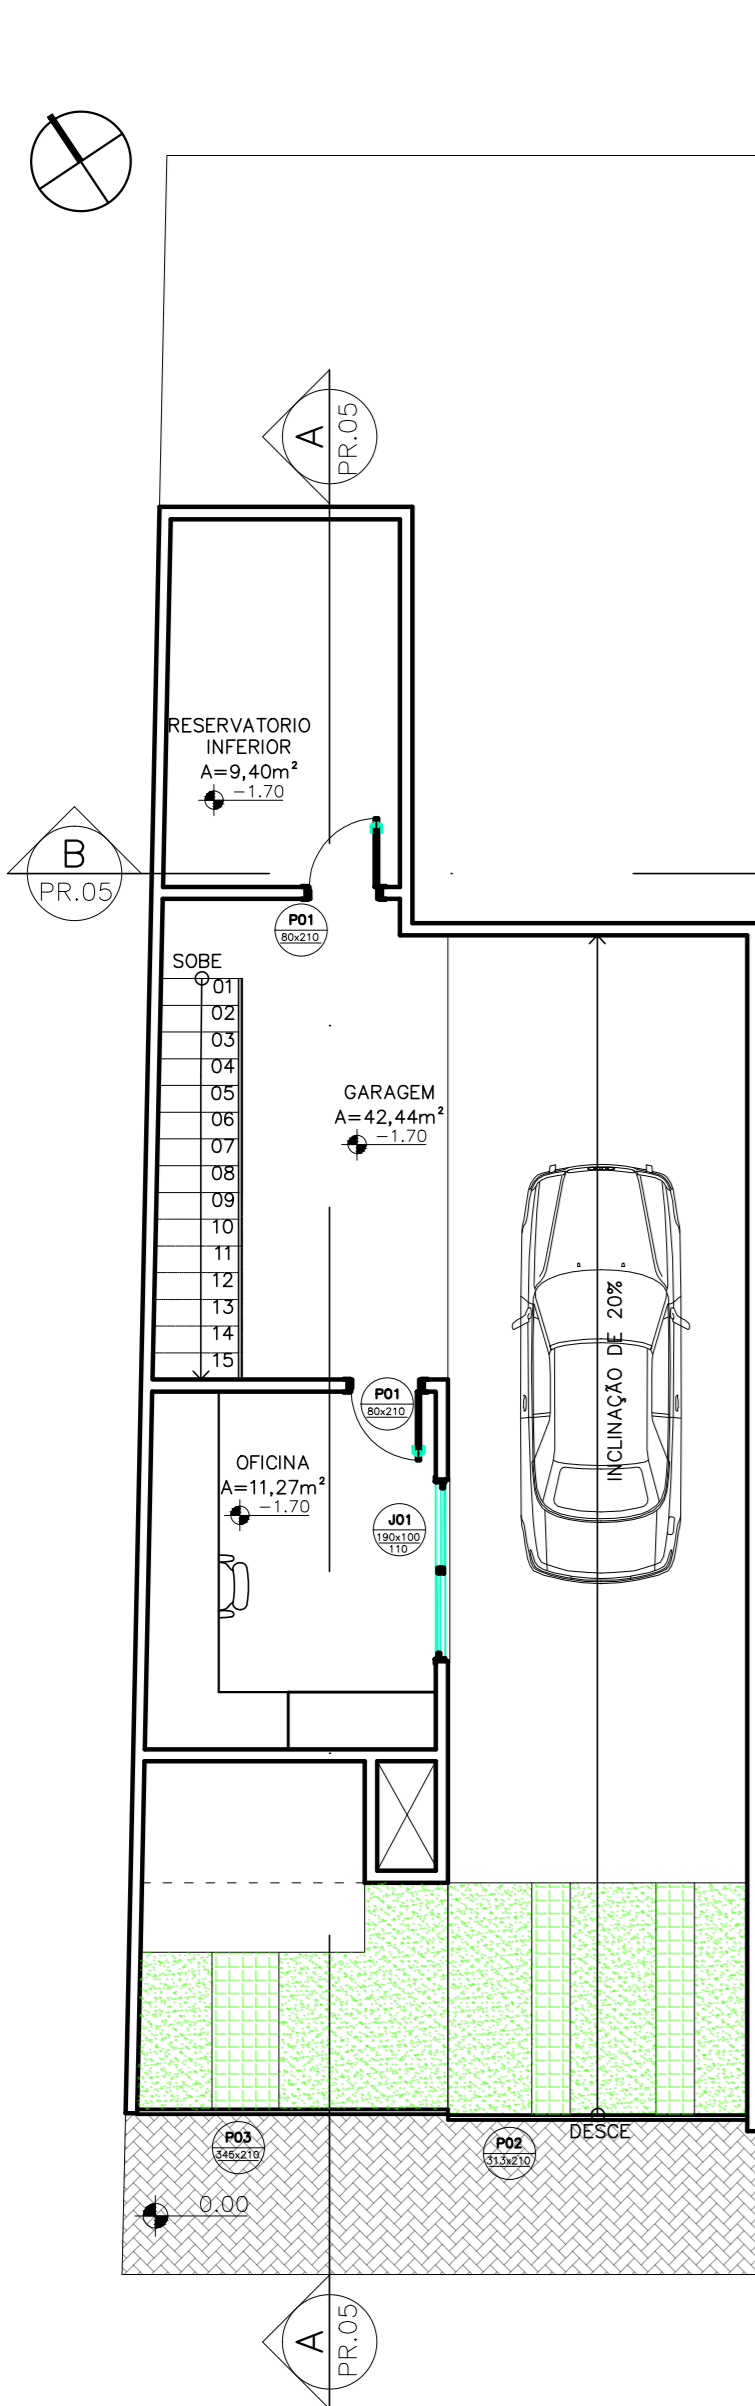 A
PR.05
RESERVATORIO
INFERIOR
A=9,40m²
-1.70
B
PR.05
P01
80x210
SOBE
01
02
03
04
05
06
07
08
09
10
11
12
13
14
15
GARAGEM
A=42,44m²
-1.70
INCLINAÇÃO DE 20%
P01
80x210
OFICINA
A=11,27m²
-1.70
J01
190x100
110
DESCE
P03
345x210
P02
313x210
0.00
A
PR.05